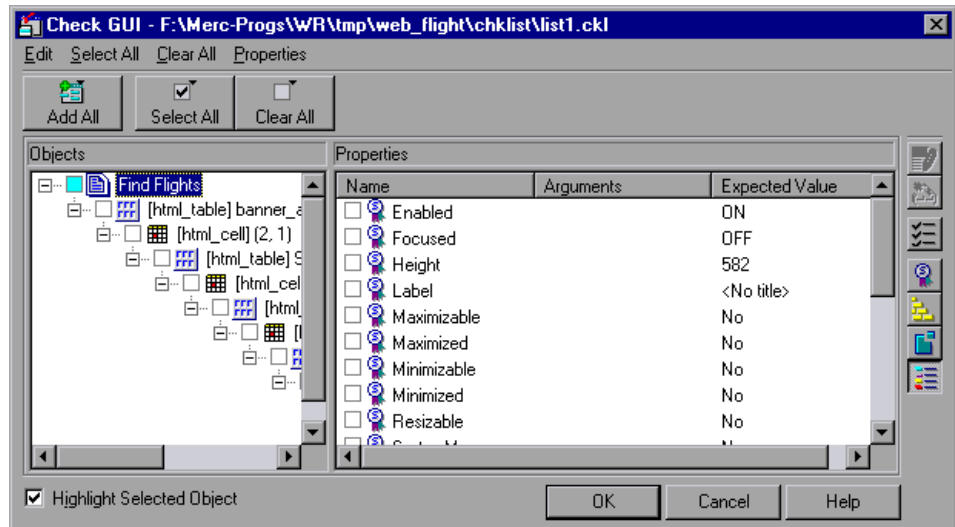 Check GUI - F:\Merc-Progs\WR\tmp\web_flight\chklist\list1.ckl
Edit Select All Clear All Properties
Add All Select All Clear All
Objects
Find Flights
[html_table] banner_a
[html_cell] (2, 1)
[html_table] S
[html_cel
[html_
Properties
Name Arguments Expected Value
Enabled ON
Focused OFF
Height 582
Label <No title>
Maximizable No
Maximized No
Minimizable No
Minimized No
Resizable No
Highlight Selected Object
OK Cancel Help